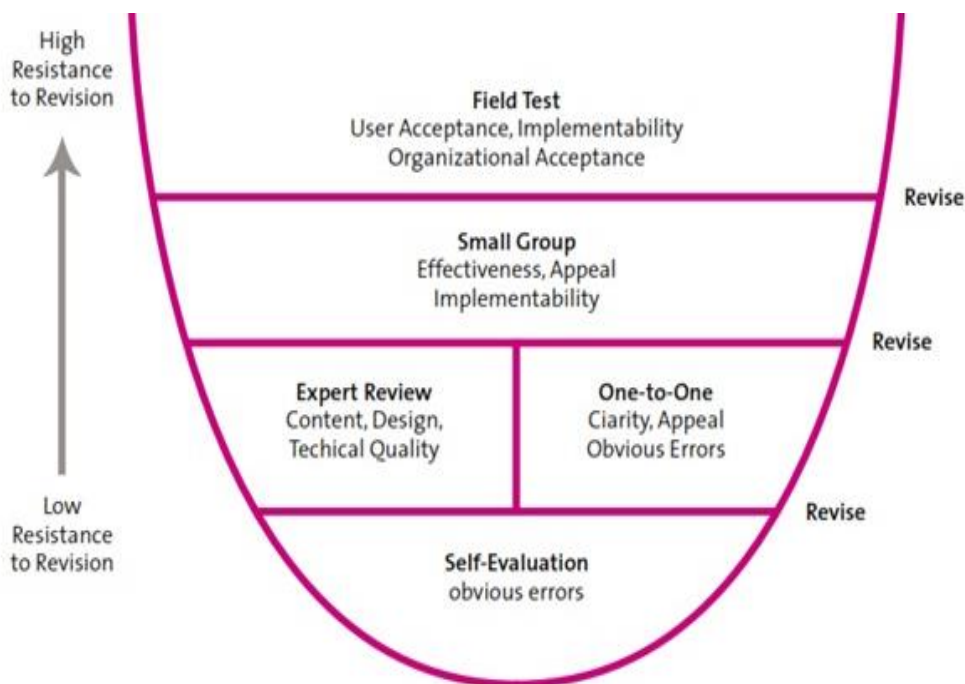 High
Resistance
to Revision
Field Test
User Acceptance, Implementability
Organizational Acceptance
Revise
Small Group
Effectiveness, Appeal
Implementability
Revise
Expert Review
Content, Design,
Techical Quality
One-to-One
Clarity, Appeal
Obvious Errors
Low
Resistance
to Revision
Revise
Self-Evaluation
obvious errors